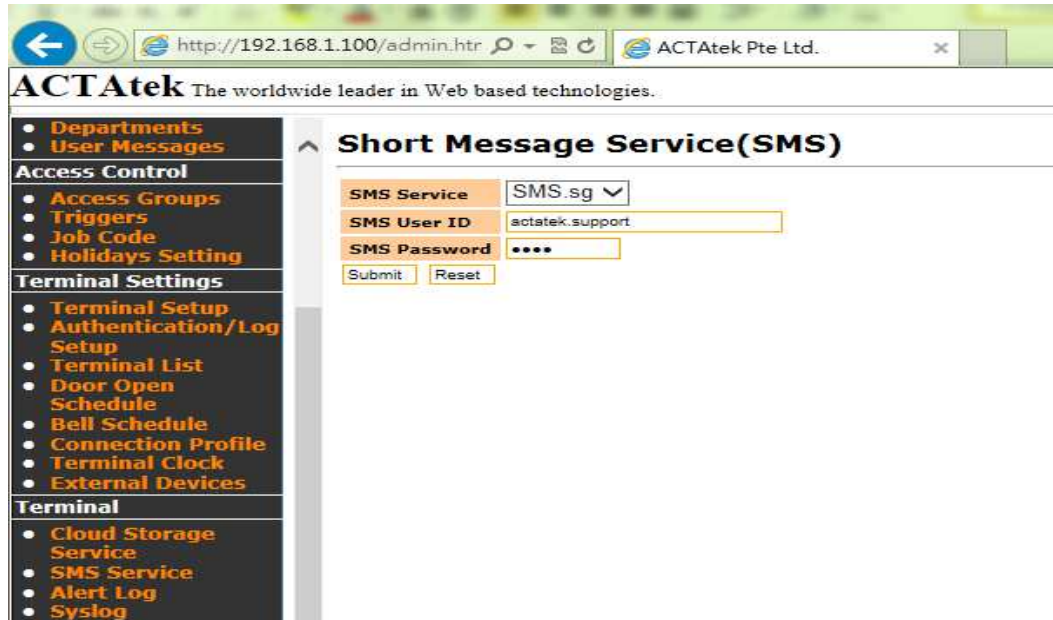 http://192.168.1.100/admin.htr
ACTAtek Pte Ltd.
ACTAtek The worldwide leader in Web based technologies.
Departments
User Messages
Access Control
Access Groups
Triggers
Job Code
Holidays Setting
Terminal Settings
Terminal Setup
Authentication/Log
Setup
Terminal List
Door Open
Schedule
Bell Schedule
Connection Profile
Terminal Clock
External Devices
Terminal
Cloud Storage
Service
SMS Service
Alert Log
Syslog
Short Message Service(SMS)
SMS Service SMS.sg
SMS User ID actatek.support
SMS Password ••••
Submit Reset